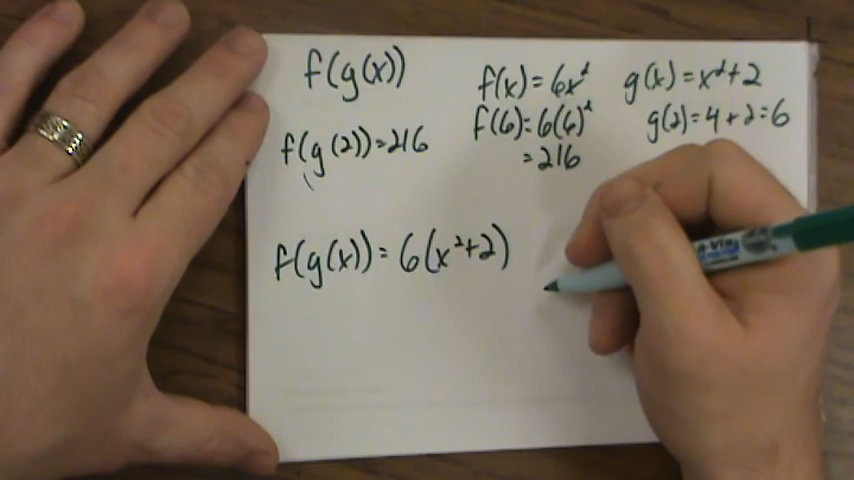 f(g(x))
f(x) = 6x²
g(x) = x²+2
f(g(2))=216
f(6)=6(6)²
=216
g(2)=4+2=6
f(g(x))= 6(x²+2)